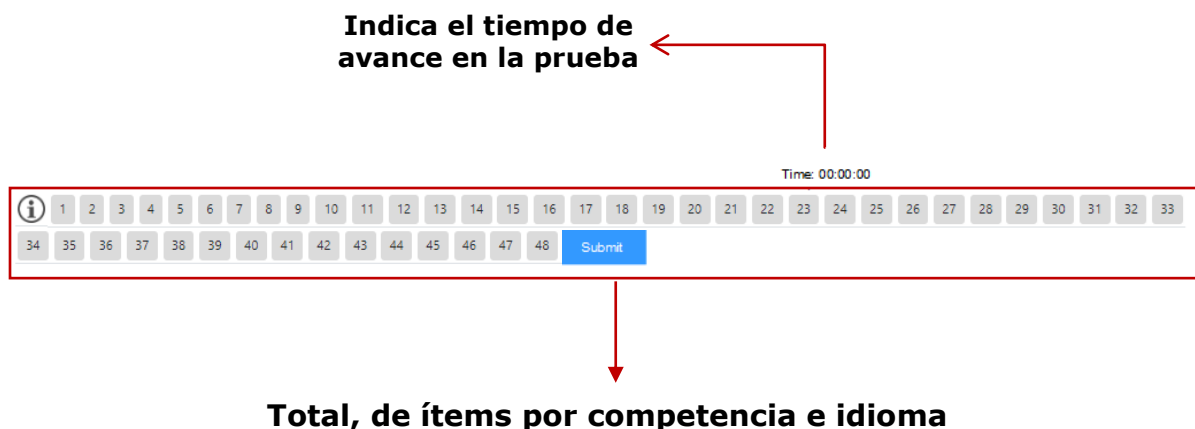 Indica el tiempo de
avance en la prueba
Time: 00:00:00
i 1 2 3 4 5 6 7 8 9 10 11 12 13 14 15 16 17 18 19 20 21 22 23 24 25 26 27 28 29 30 31 32 33
34 35 36 37 38 39 40 41 42 43 44 45 46 47 48 Submit
Total, de ítems por competencia e idioma